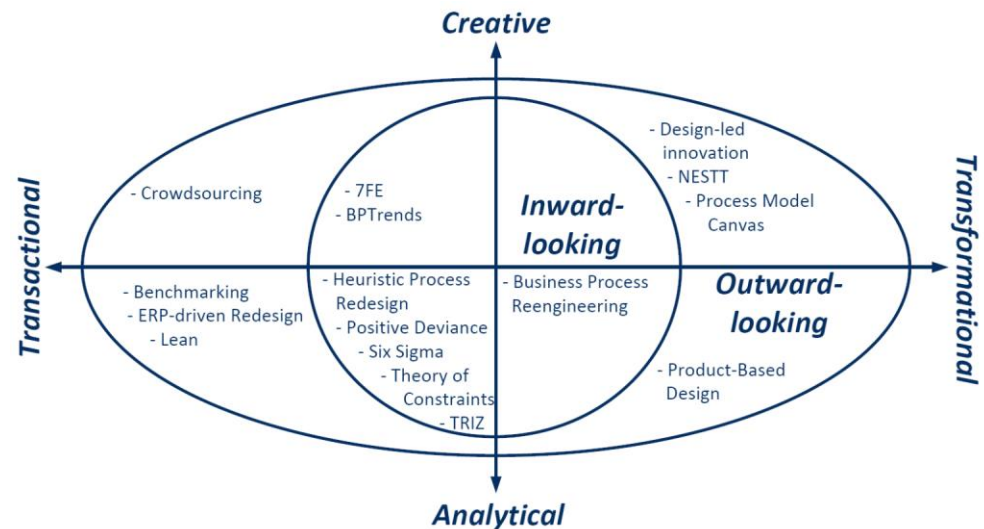 Creative
Transactional
Transformational
- Crowdsourcing
- 7FE
- BPTrends
Inward-
looking
- Design-led
innovation
- NESTT
- Process Model
Canvas
- Benchmarking
- ERP-driven Redesign
- Lean
- Heuristic Process
Redesign
- Positive Deviance
- Six Sigma
- Theory of
Constraints
- TRIZ
- Business Process
Reengineering
Outward-
looking
- Product-Based
Design
Analytical